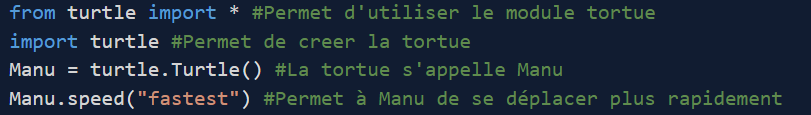 from turtle import * #Permet d'utiliser le module tortue
import turtle #Permet de creer la tortue
Manu = turtle.Turtle() #La tortue s'appelle Manu
Manu.speed("fastest") #Permet à Manu de se déplacer plus rapidement